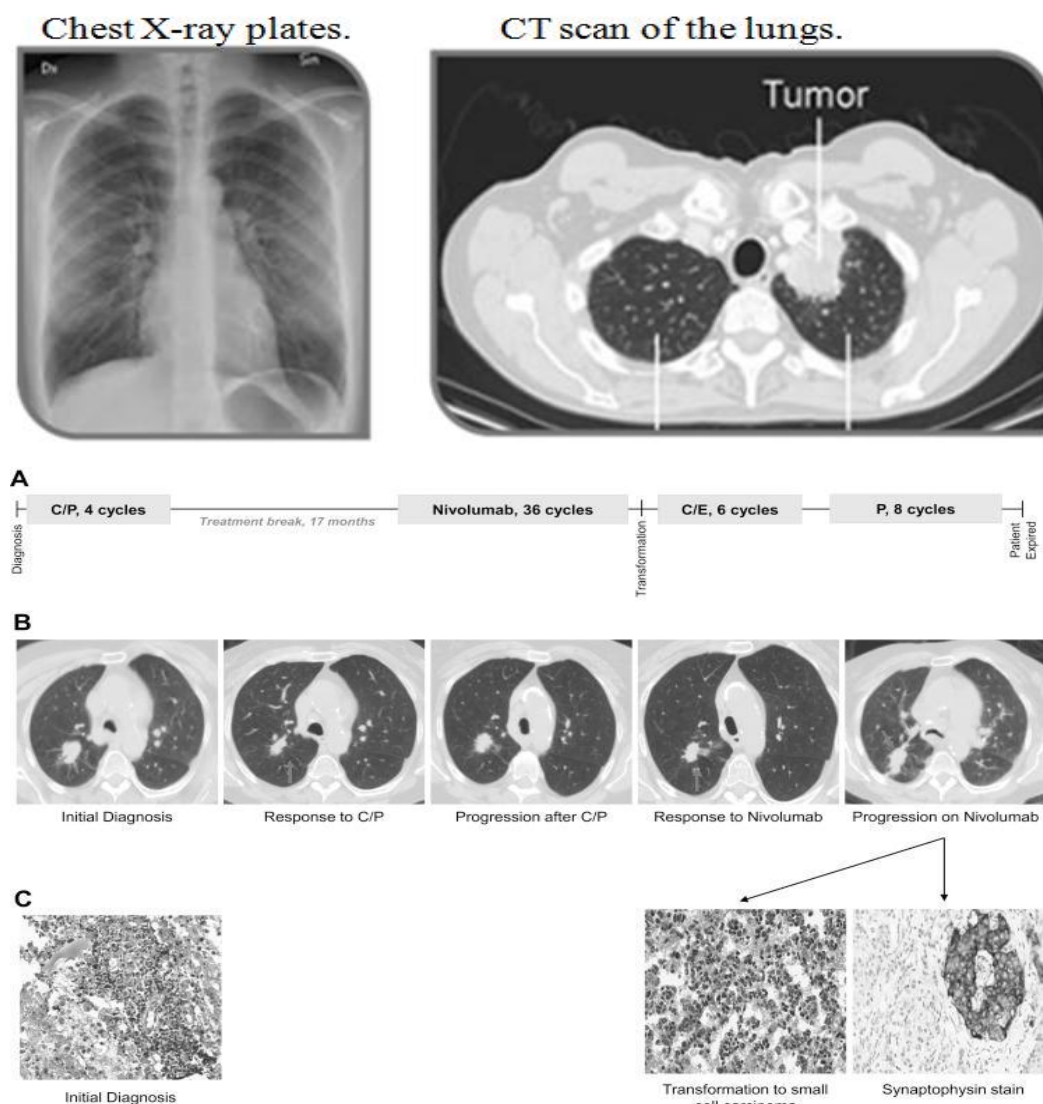 Chest X-ray plates.
CT scan of the lungs.
Dx
Sin
Tumor
A
Diagnosis
C/P, 4 cycles
Treatment break, 17 months
Nivolumab, 36 cycles
Transformation
C/E, 6 cycles
P, 8 cycles
Patient
Expired
B
Initial Diagnosis
Response to C/P
Progression after C/P
Response to Nivolumab
Progression on Nivolumab
C
Initial Diagnosis
Transformation to small
cell carcinoma
Synaptophysin stain